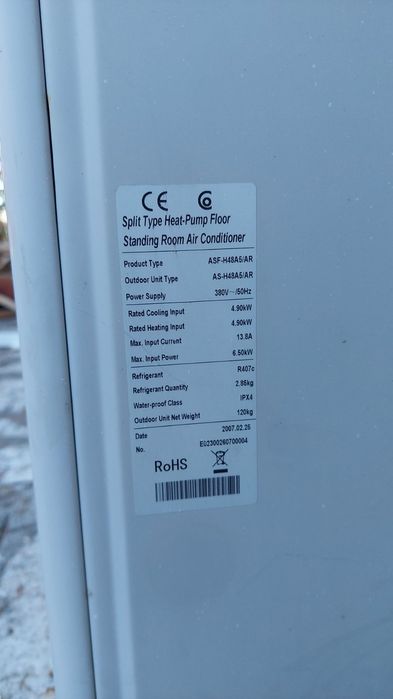 CE
Split Type Heat-Pump Floor
Standing Room Air Conditioner
Product Type ASF-H48A5/AR
Outdoor Unit Type AS-H48A5/AR
Power Supply 380V~/50Hz
Rated Cooling Input 4.90kW
Rated Heating Input 4.90kW
Max. Input Current 13.8A
Max. Input Power 6.50kW
Refrigerant R407c
Refrigerant Quantity 2.85kg
Water-proof Class IPX4
Outdoor Unit Net Weight 120kg
Date 2007.02.26
No. E02300260700004
RoHS